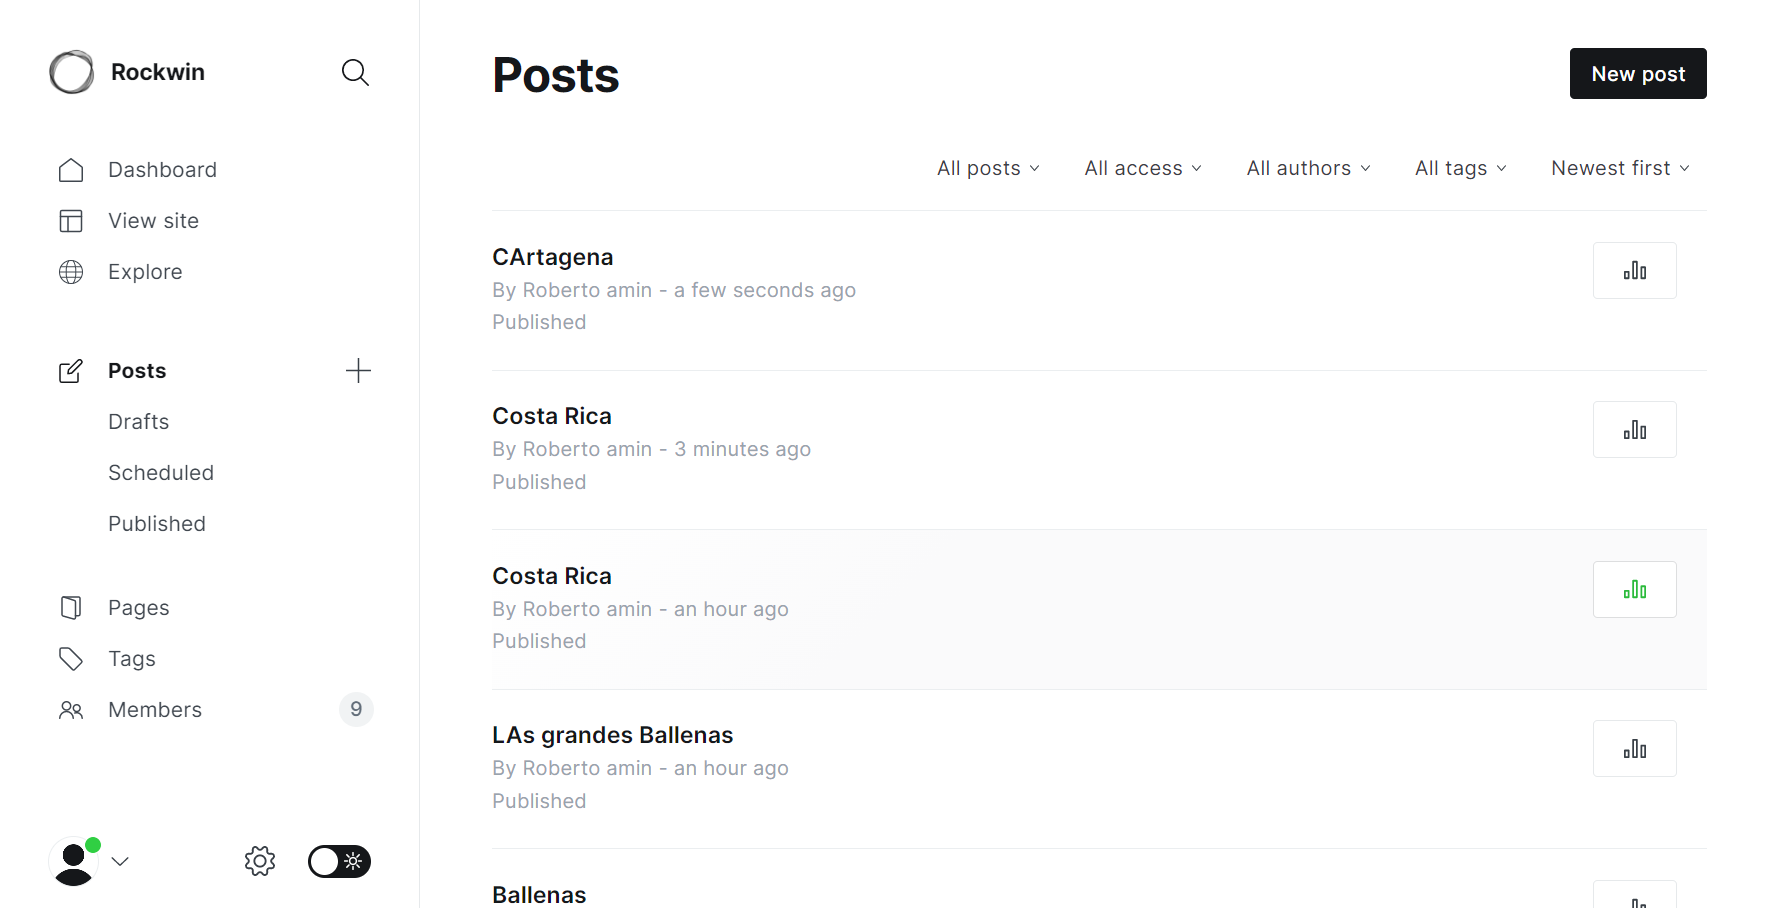 Rockwin
Dashboard
View site
Explore
Posts
Drafts
Scheduled
Published
Pages
Tags
Members 9
Posts
New post
All posts All access All authors All tags Newest first
CArtagena
By Roberto amin - a few seconds ago
Published
Costa Rica
By Roberto amin - 3 minutes ago
Published
Costa Rica
By Roberto amin - an hour ago
Published
LAs grandes Ballenas
By Roberto amin - an hour ago
Published
Ballenas